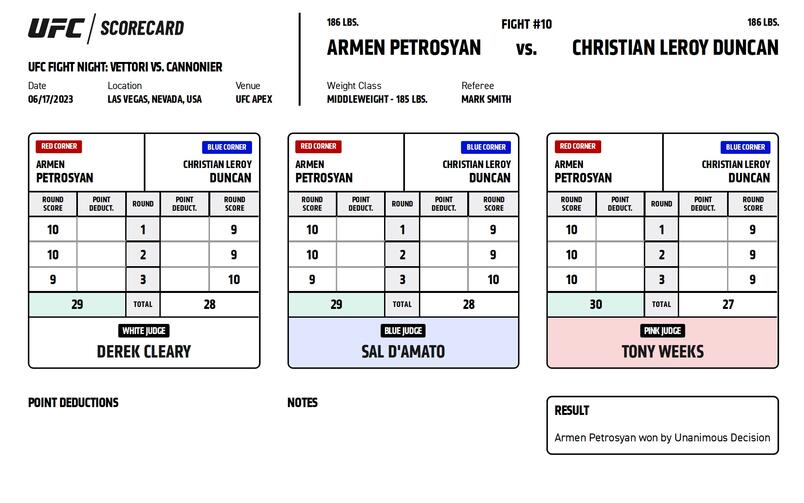 UFC / SCORECARD
UFC FIGHT NIGHT: VETTORI VS. CANNONIER
Date Location Venue
06/17/2023 LAS VEGAS, NEVADA, USA UFC APEX
186 LBS. FIGHT #10 186 LBS.
ARMEN PETROSYAN VS. CHRISTIAN LEROY DUNCAN
Weight Class Referee
MIDDLEWEIGHT - 185 LBS. MARK SMITH
RED CORNER BLUE CORNER
ARMEN CHRISTIAN LEROY
PETROSYAN DUNCAN
ROUND POINT ROUND POINT ROUND
SCORE DEDUCT. DEDUCT. SCORE
10 1 9
10 2 9
9 3 10
29 TOTAL 28
WHITE JUDGE
DEREK CLEARY
RED CORNER BLUE CORNER
ARMEN CHRISTIAN LEROY
PETROSYAN DUNCAN
ROUND POINT ROUND POINT ROUND
SCORE DEDUCT. DEDUCT. SCORE
10 1 9
10 2 9
9 3 10
29 TOTAL 28
BLUE JUDGE
SAL D'AMATO
RED CORNER BLUE CORNER
ARMEN CHRISTIAN LEROY
PETROSYAN DUNCAN
ROUND POINT ROUND POINT ROUND
SCORE DEDUCT. DEDUCT. SCORE
10 1 9
10 2 9
10 3 9
30 TOTAL 27
PINK JUDGE
TONY WEEKS
POINT DEDUCTIONS
NOTES
RESULT
Armen Petrosyan won by Unanimous Decision